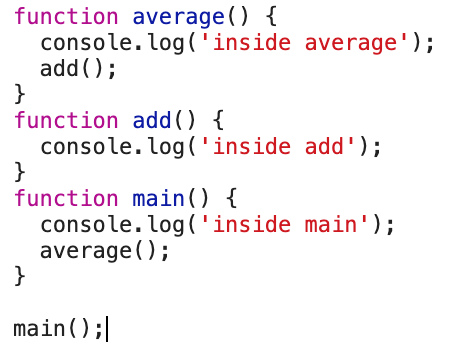 function average() {
  console.log('inside average');
  add();
}
function add() {
  console.log('inside add');
}
function main() {
  console.log('inside main');
  average();
}

main();